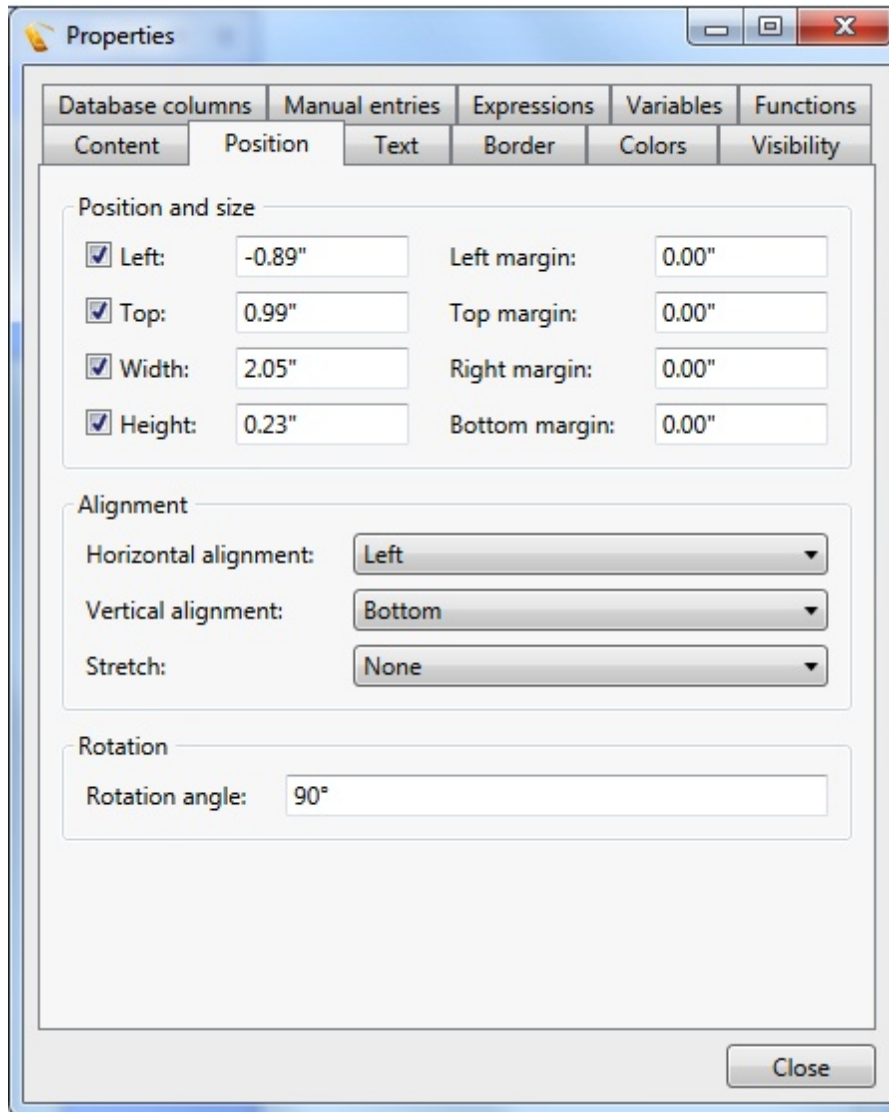 Properties
Database columns Manual entries Expressions Variables Functions
Content Position Text Border Colors Visibility
Position and size
Left: -0.89" Left margin: 0.00"
Top: 0.99" Top margin: 0.00"
Width: 2.05" Right margin: 0.00"
Height: 0.23" Bottom margin: 0.00"
Alignment
Horizontal alignment: Left
Vertical alignment: Bottom
Stretch: None
Rotation
Rotation angle: 90°
Close